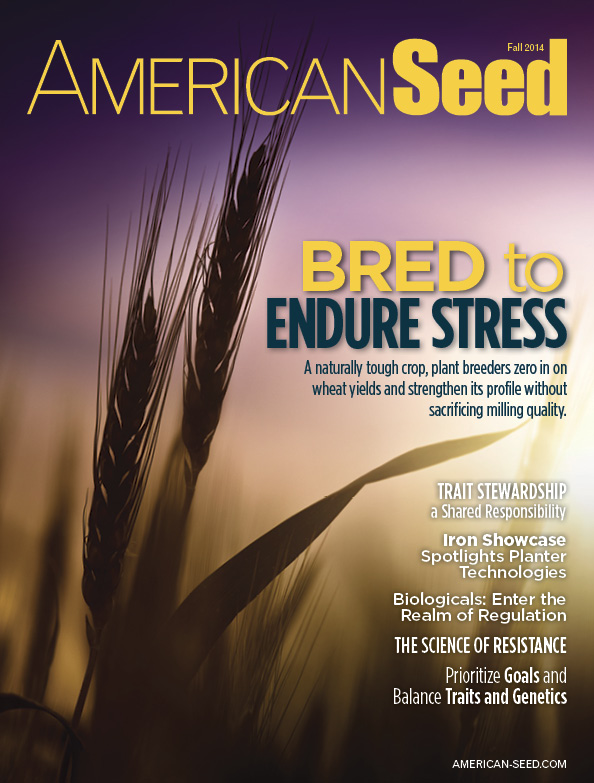 Fall 2014
AMERICANSeed
BRED to
ENDURE STRESS
A naturally tough crop, plant breeders zero in on
wheat yields and strengthen its profile without
sacrificing milling quality.
TRAIT STEWARDSHIP
a Shared Responsibility
Iron Showcase
Spotlights Planter
Technologies
Biologicals: Enter the
Realm of Regulation
THE SCIENCE OF RESISTANCE
Prioritize Goals and
Balance Traits and Genetics
AMERICAN-SEED.COM